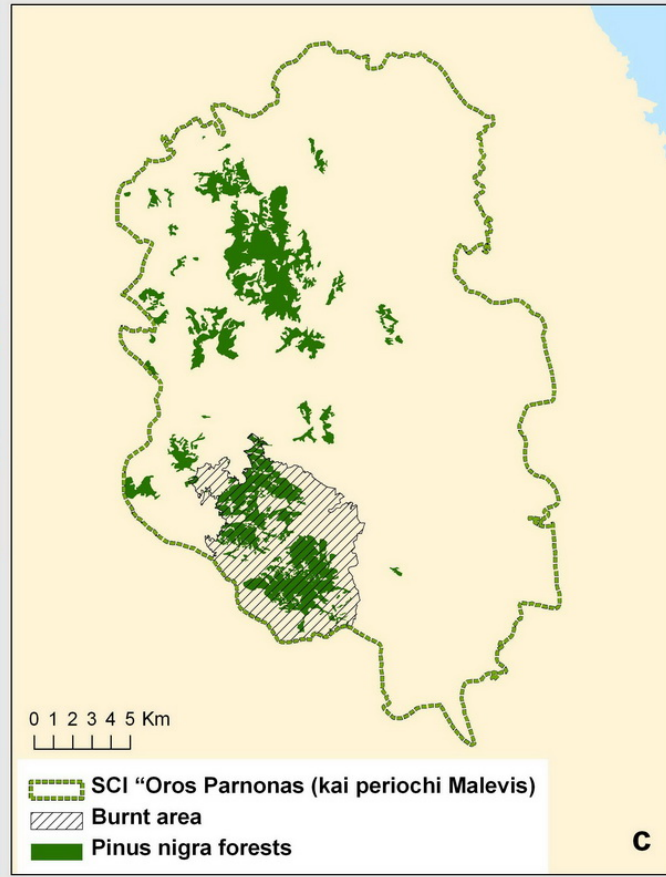 0 1 2 3 4 5 Km
SCI “Oros Parnonas (kai periochi Malevis)
Burnt area
Pinus nigra forests
c